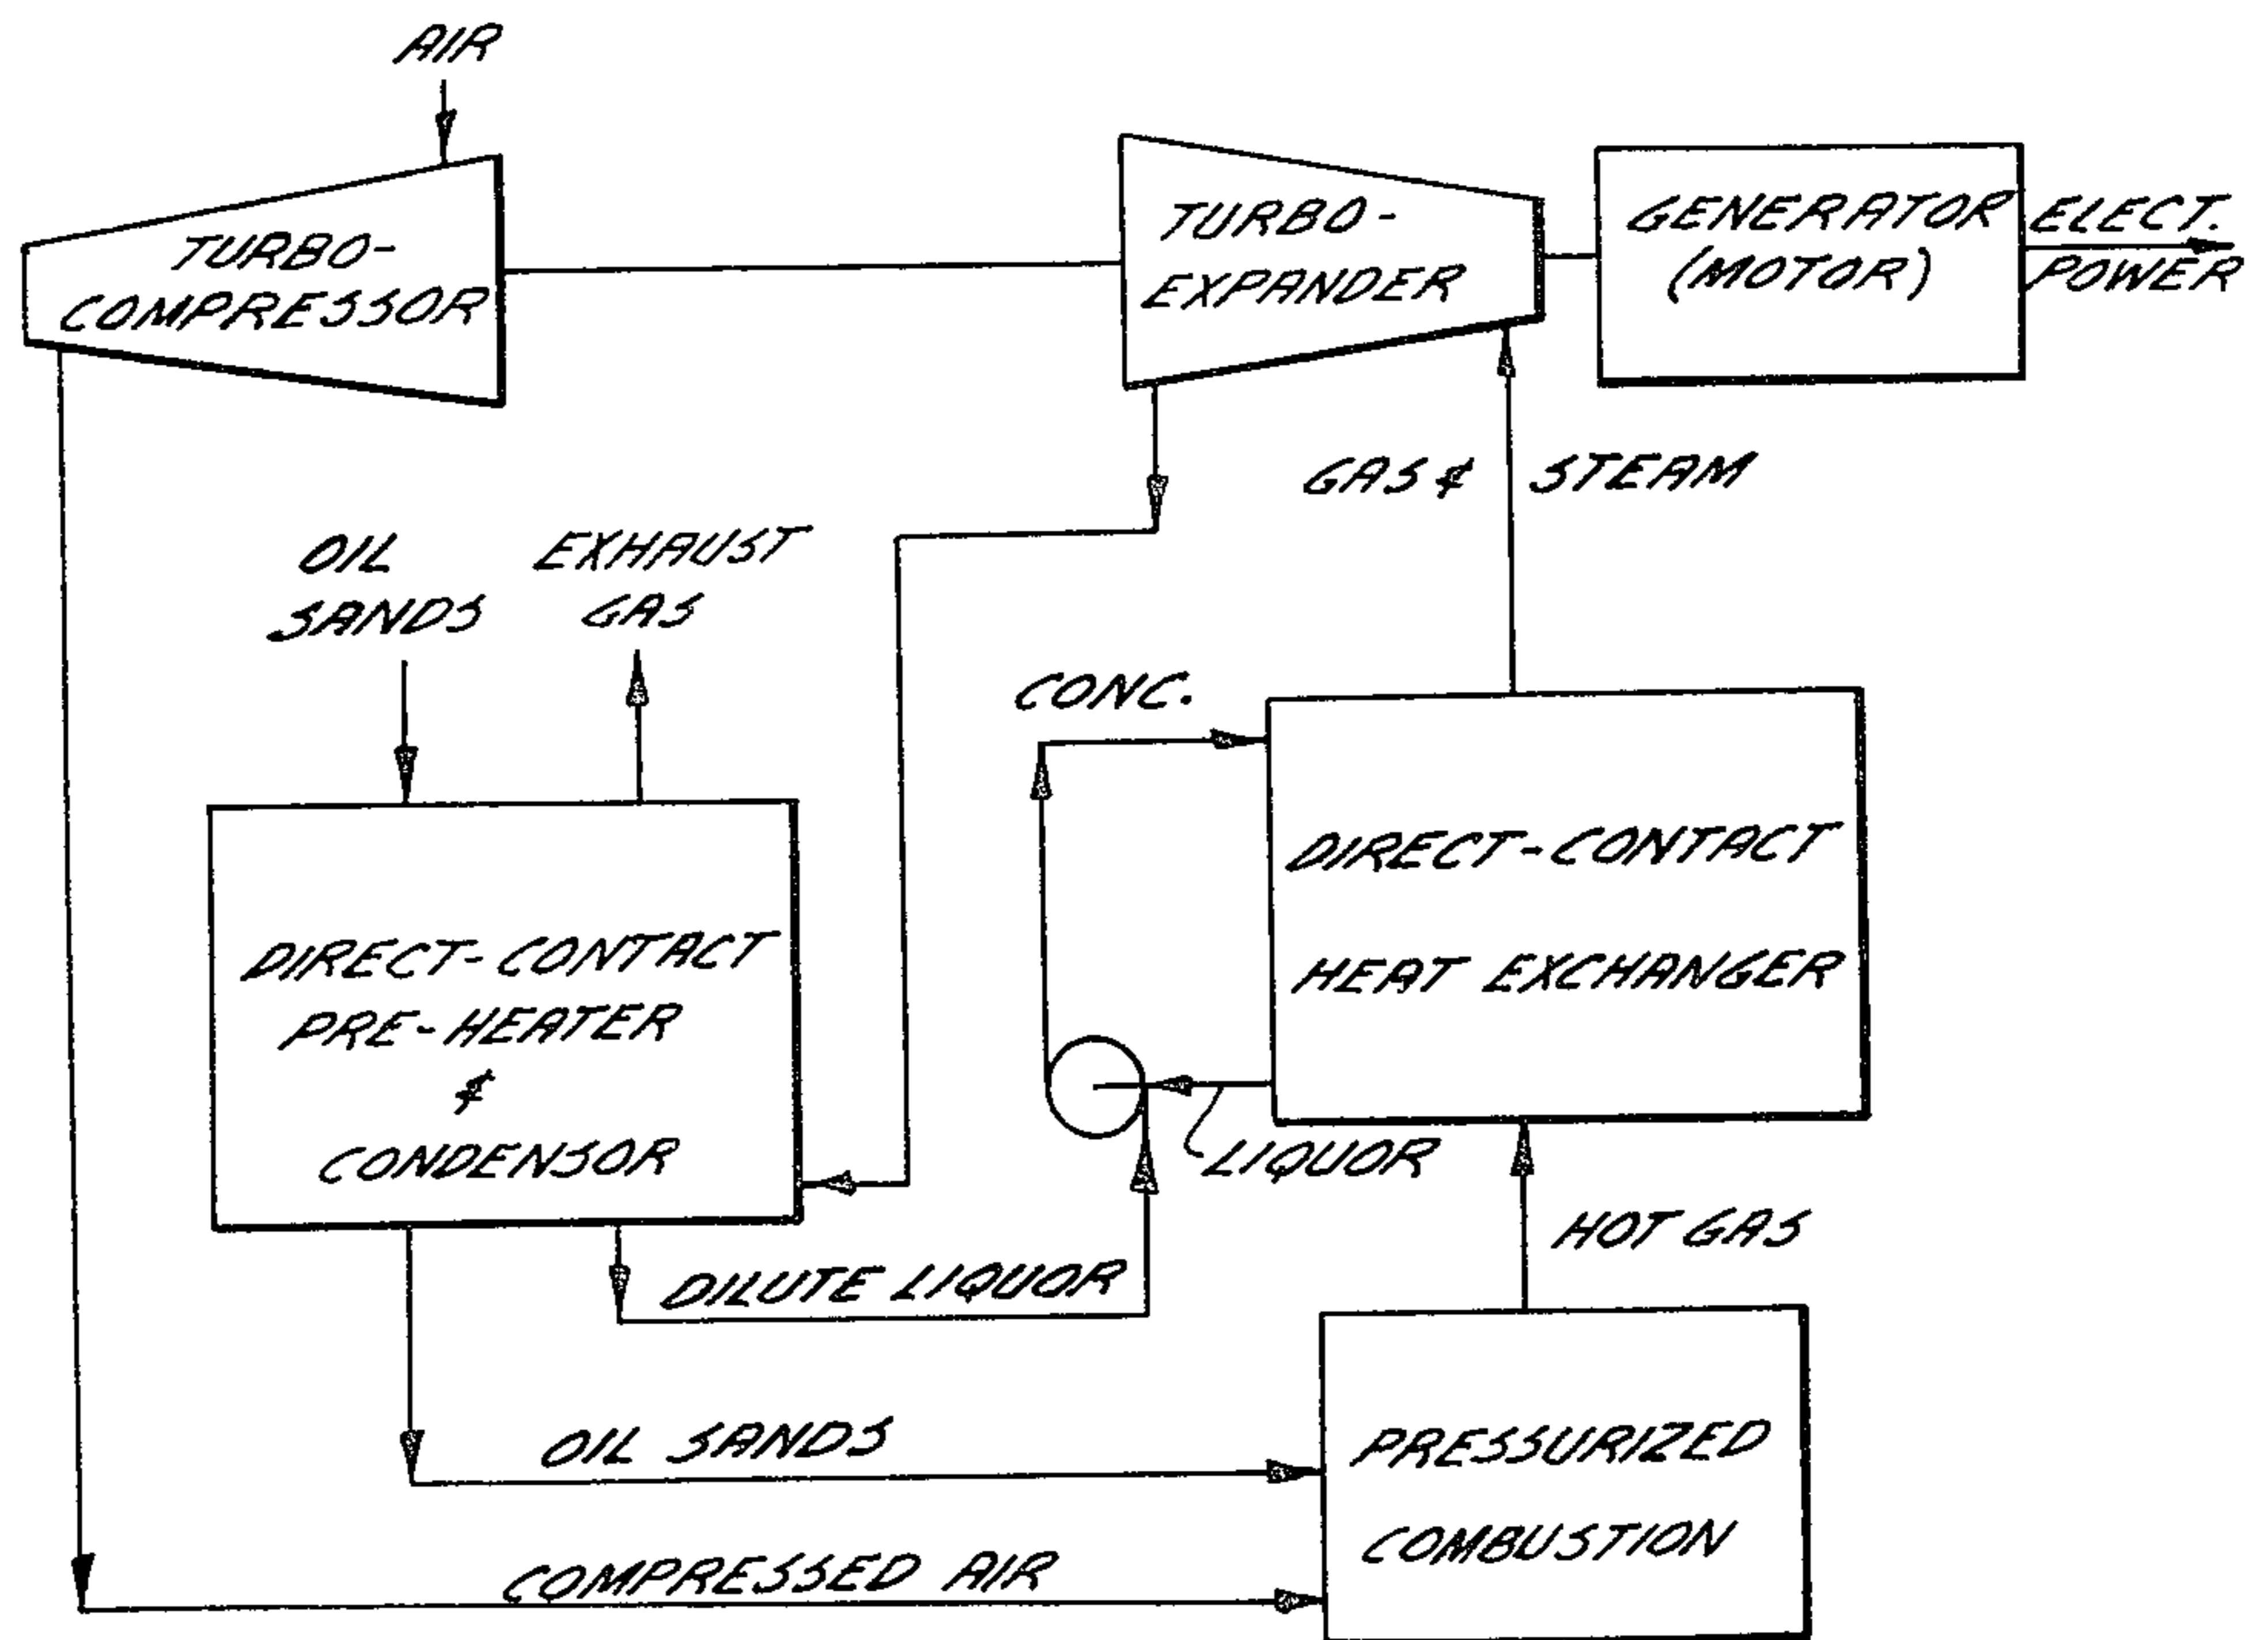 AIR
TURBO-
COMPRESSOR
TURBO-
EXPANDER
GENERATOR
(MOTOR)
ELECT.
POWER
GAS & STEAM
OIL
SANDS
EXHAUST
GAS
CONC.
DIRECT-CONTACT
HEAT EXCHANGER
DIRECT-CONTACT
PRE-HEATER
&
CONDENSOR
LIQUOR
HOT GAS
DILUTE LIQUOR
OIL SANDS
PRESSURIZED
COMBUSTION
COMPRESSED AIR